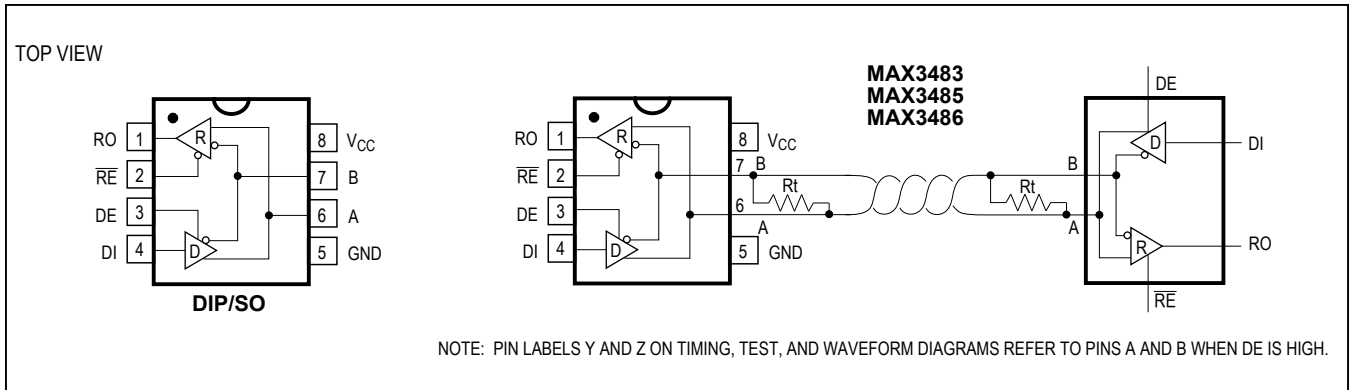 TOP VIEW
RO 1
RE 2
DE 3
DI 4
R
D
8 VCC
7 B
6 A
5 GND
DIP/SO
RO 1
RE 2
DE 3
DI 4
R
D
8 VCC
7 B
6
A
5 GND
Rt
MAX3483
MAX3485
MAX3486
Rt
B
A
DE
D
DI
R
RO
RE
NOTE: PIN LABELS Y AND Z ON TIMING, TEST, AND WAVEFORM DIAGRAMS REFER TO PINS A AND B WHEN DE IS HIGH.